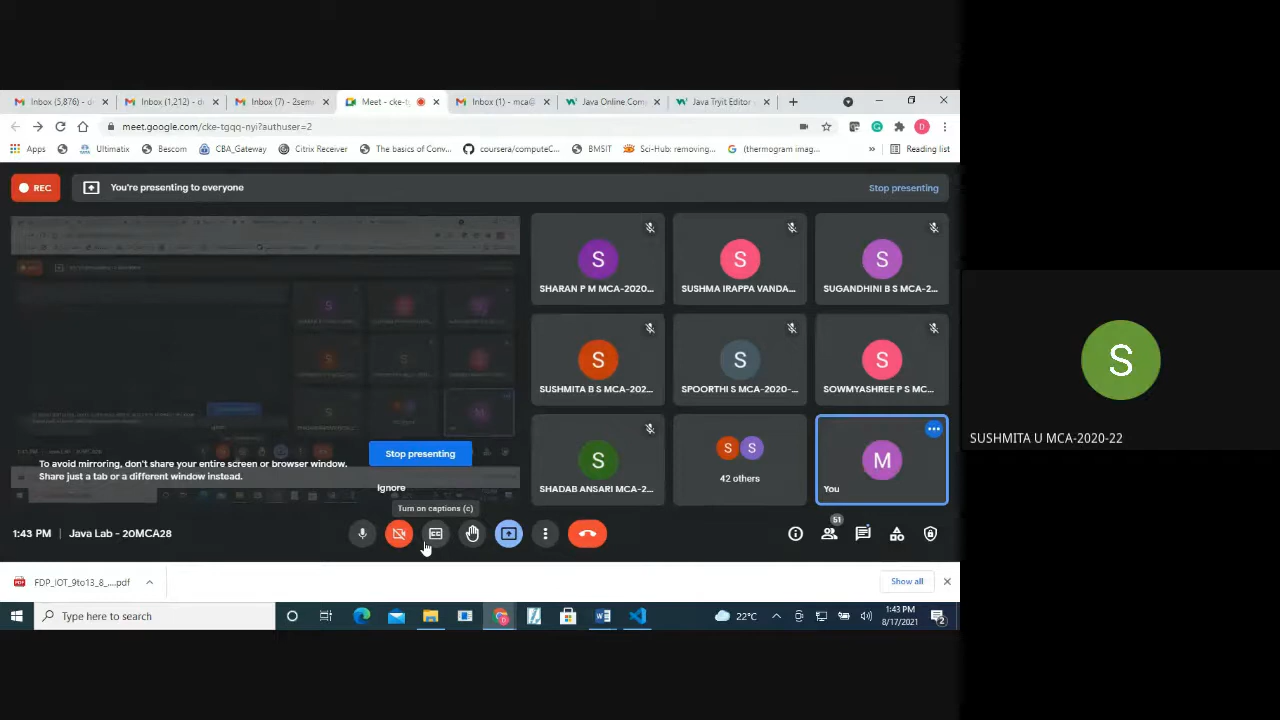 Inbox (5,876) - d
Inbox (1,212) - d
Inbox (7) - 2sem
Meet - cke-t
Inbox (1) - mca@
Java Online Com
Java Tryit Editor
meet.google.com/cke-tgqq-nyi?authuser=2
Apps
Ultimatix
Bescom
CBA_Gateway
Citrix Receiver
The basics of Conv...
coursera/computeC...
BMSIT
Sci-Hub: removing...
(thermogram imag...
»
Reading list
REC
You're presenting to everyone
Stop presenting
S
SHARAN P M MCA-2020...
S
SUSHMA IRAPPA VANDA...
S
SUGANDHINI B S MCA-2...
S
SUSHMITA B S MCA-202...
S
SPOORTHI S MCA-2020-...
S
SOWMYASHREE P S MC...
S
SHADAB ANSARI MCA-2...
S S
42 others
M
You
To avoid mirroring, don't share your entire screen or browser window.
Share just a tab or a different window instead.
Stop presenting
Ignore
Turn on captions (c)
1:43 PM | Java Lab - 20MCA28
51
FDP_IOT_9to13_8_....pdf
Show all
Type here to search
22°C
1:43 PM
8/17/2021
2
S
SUSHMITA U MCA-2020-22